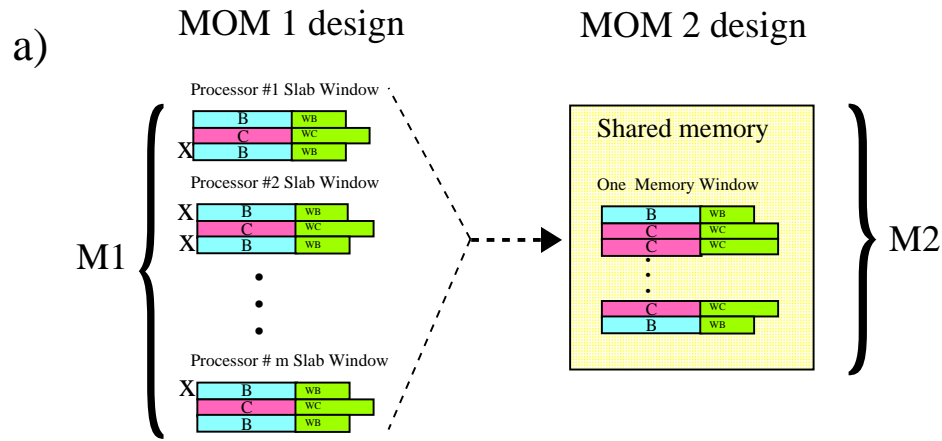 a)
MOM 1 design
MOM 2 design
M1
Processor #1 Slab Window
B WB
C WC
X B WB
Processor #2 Slab Window
X B WB
C WC
X B WB
Processor # m Slab Window
X B WB
C WC
B WB
Shared memory
One Memory Window
B WB
C WC
C WC
C WC
B WB
M2